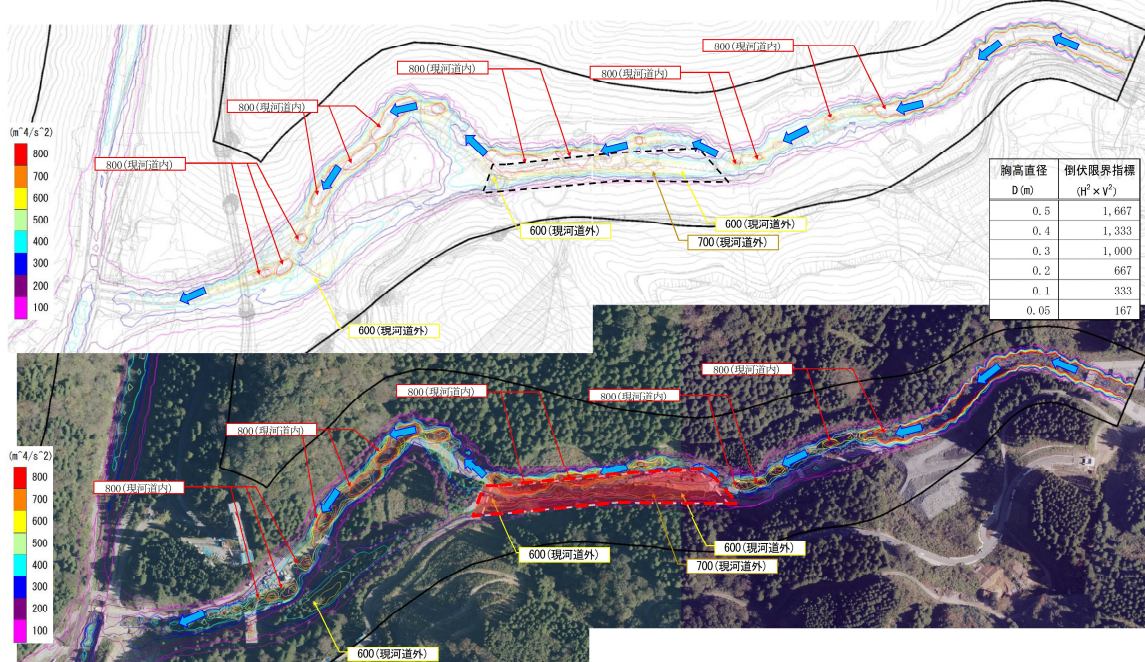 800(現河道内)
800(現河道内)
800(現河道内)
800(現河道内)
800(現河道内)
(m^4/s^2)
800
700
600
500
400
300
200
100
600(現河道外)
700(現河道外)
600(現河道外)
600(現河道外)
胸高直径 D(m) 倒伏限界指標 (H²×V²)
0.5 1,667
0.4 1,333
0.3 1,000
0.2 667
0.1 333
0.05 167
800(現河道内)
800(現河道内)
800(現河道内)
800(現河道内)
800(現河道内)
(m^4/s^2)
800
700
600
500
400
300
200
100
600(現河道外)
600(現河道外)
700(現河道外)
600(現河道外)